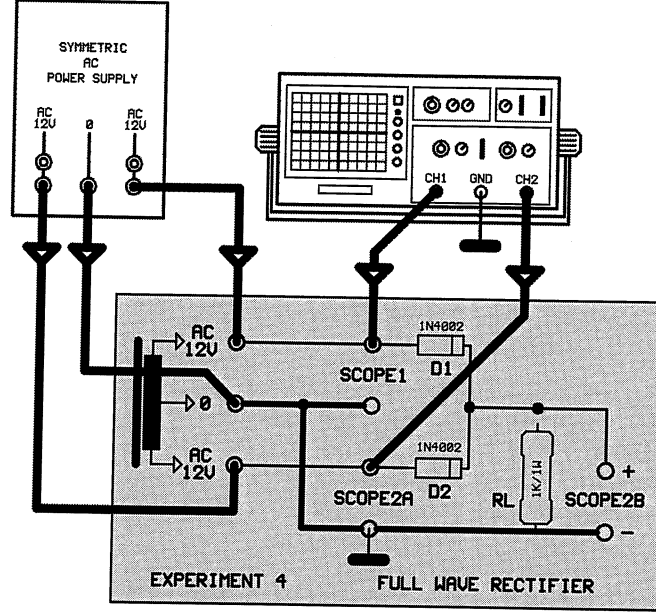 SYMMETRIC
AC
POWER SUPPLY
AC
12V
0
AC
12V
CH1
GND
CH2
AC
12V
1N4002
D1
SCOPE1
0
AC
12V
1N4002
D2
SCOPE2A
RL
1K/1W
SCOPE2B
+
-
EXPERIMENT 4
FULL WAVE RECTIFIER